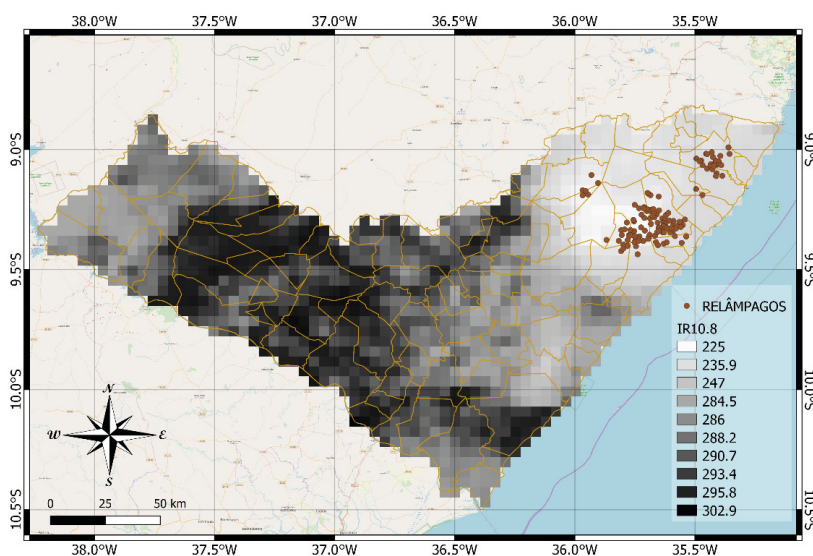 38.0°W 37.5°W 37.0°W 36.5°W 36.0°W 35.5°W
9.0°S 9.0°S
9.5°S 9.5°S
RELÂMPAGOS
IR10.8
225
235.9
247
10.0°S 284.5 10.0°S
286
288.2
N
290.7
W E
293.4
S
295.8
0 25 50 km
302.9
10.5°S 10.5°S
38.0°W 37.5°W 37.0°W 36.5°W 36.0°W 35.5°W